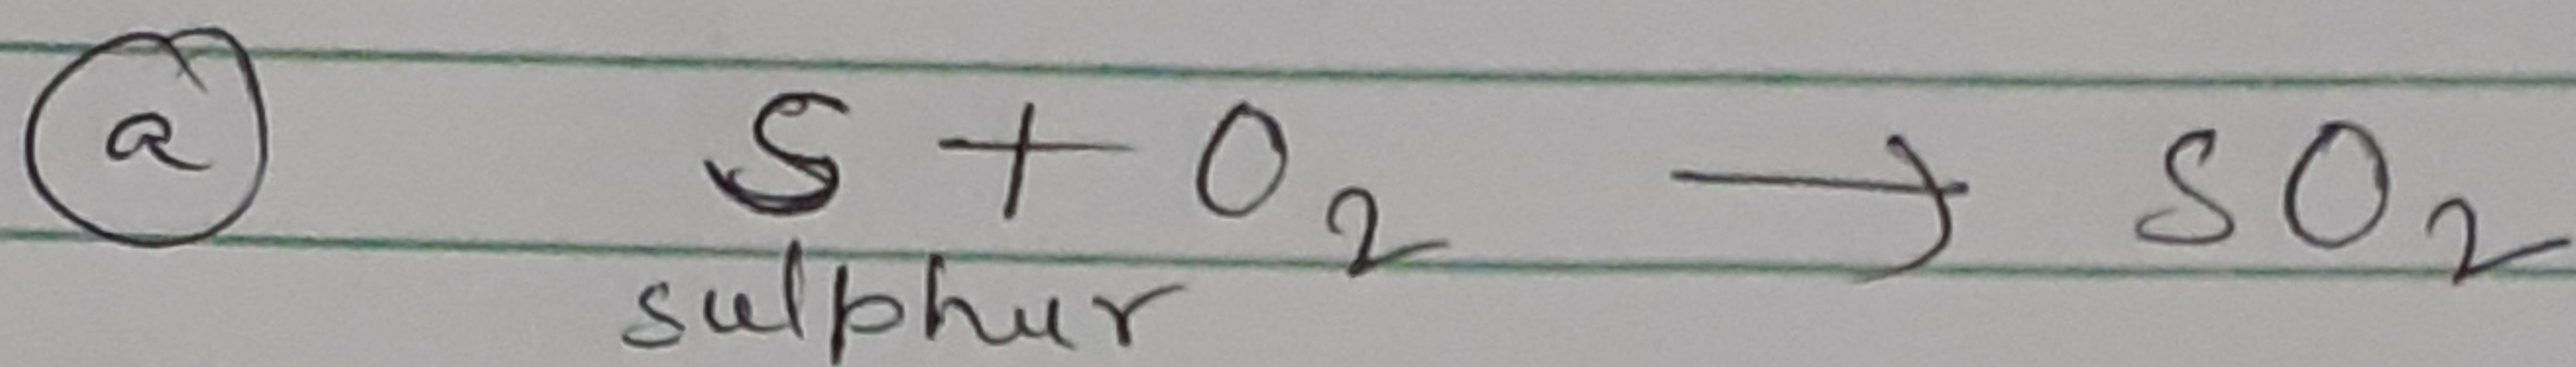 a S + O₂ → SO₂
sulphur